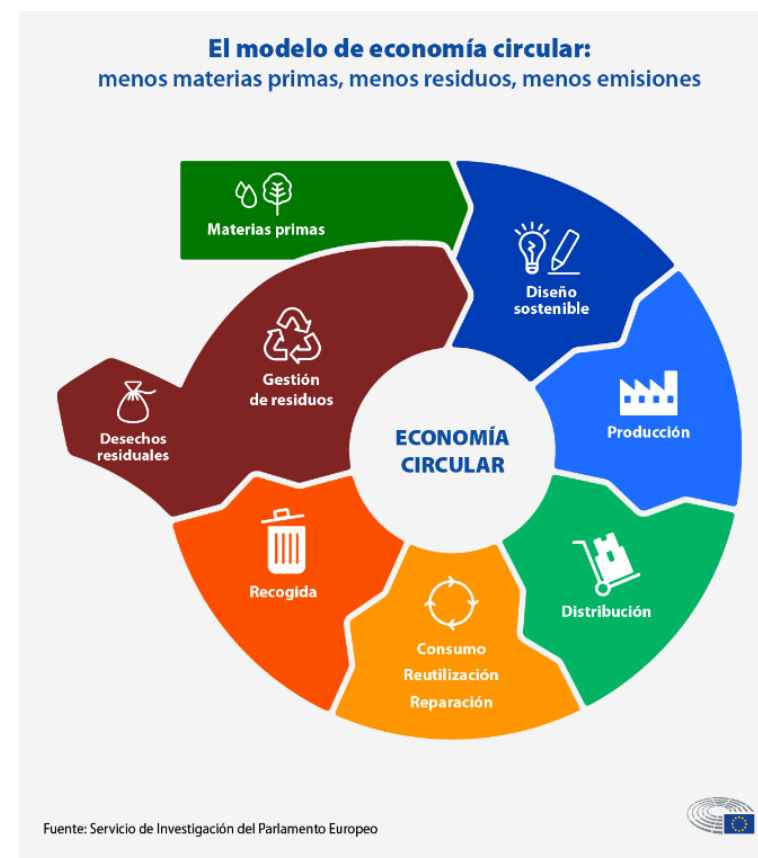 El modelo de economía circular:
menos materias primas, menos residuos, menos emisiones
Materias primas
Diseño
sostenible
Producción
Distribución
Consumo
Reutilización
Reparación
Recogida
Gestión
de residuos
Desechos
residuales
ECONOMÍA
CIRCULAR
Fuente: Servicio de Investigación del Parlamento Europeo